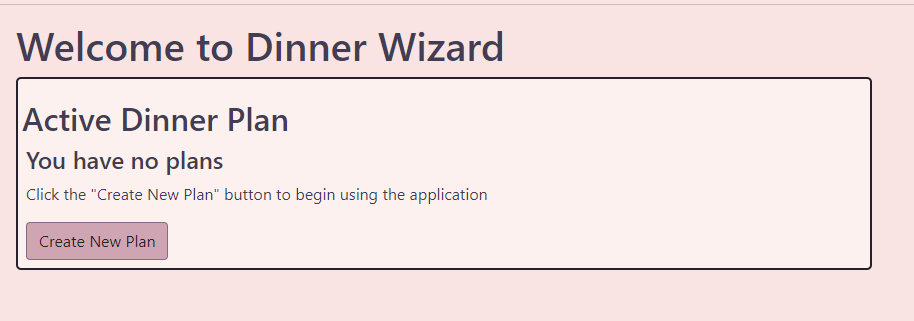 Welcome to Dinner Wizard
Active Dinner Plan
You have no plans
Click the "Create New Plan" button to begin using the application
Create New Plan